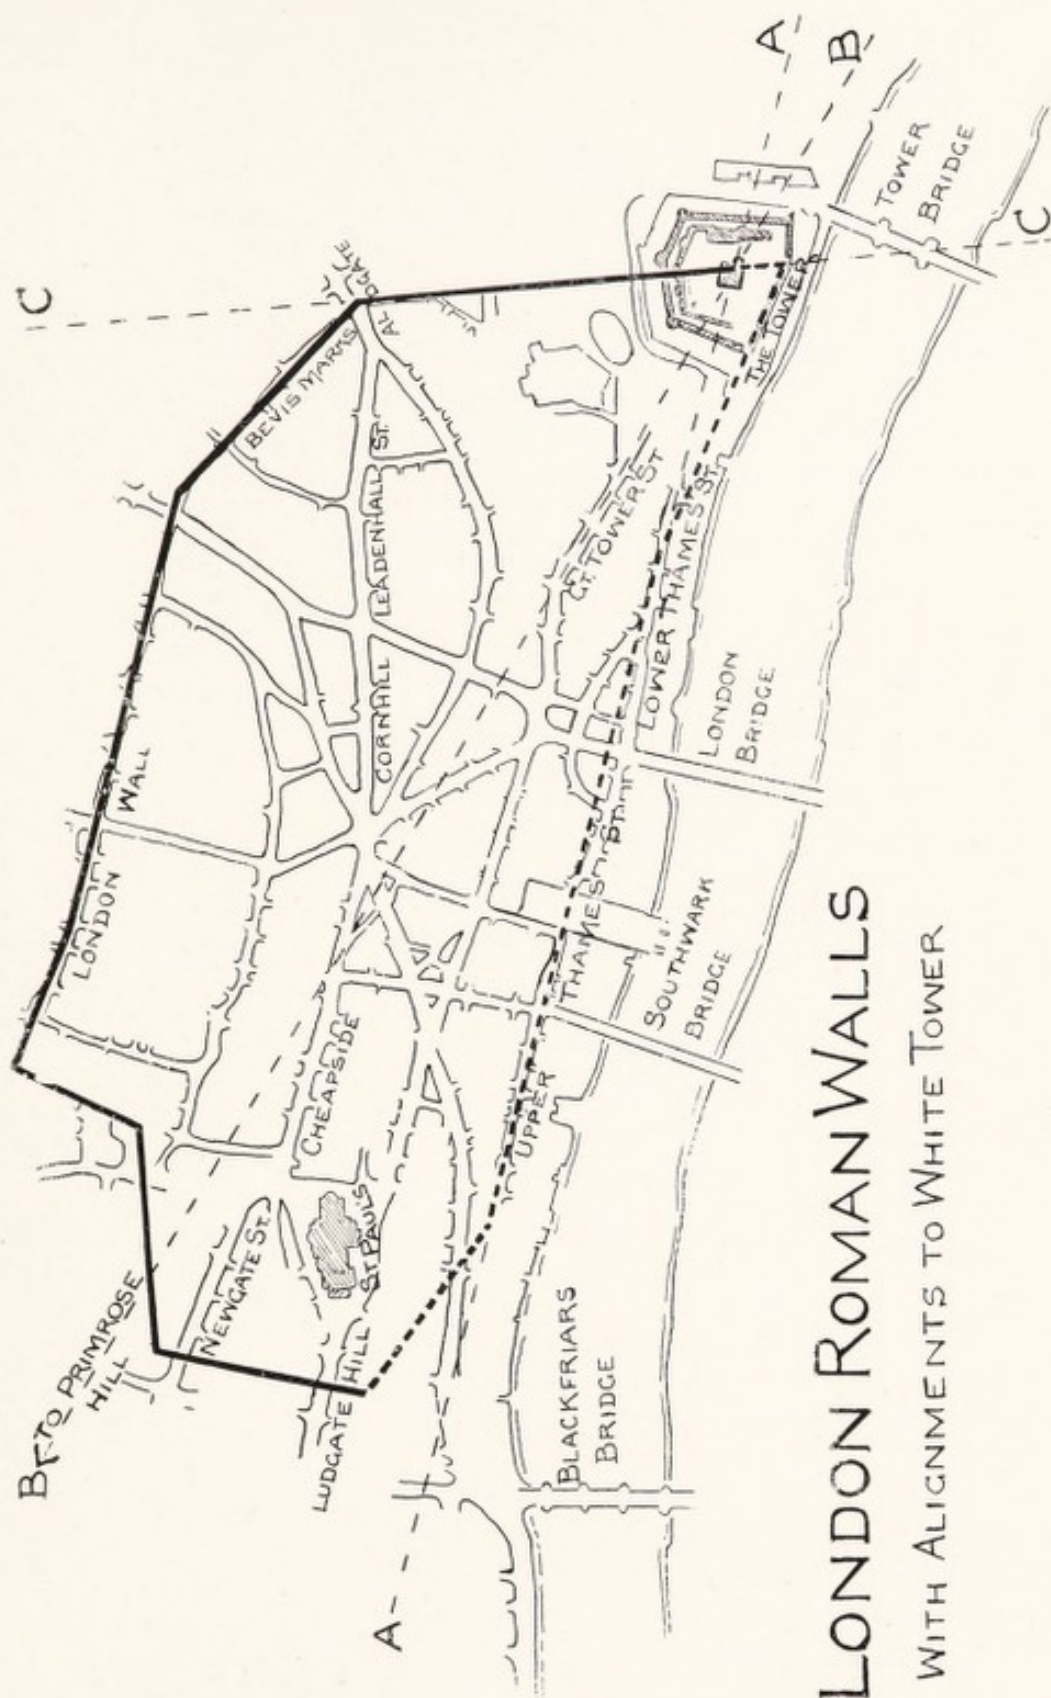 A
B
C
C
ALDGATE
BEVIS MARKS
LEADENHALL ST.
CORNHILL
GT. TOWER ST
LOWER THAMES ST
THE TOWER
TOWER
BRIDGE
LONDON
BRIDGE
LONDON WALL
CHEAPSIDE
UPPER THAMES ST.
SOUTHWARK
BRIDGE
ST PAUL'S
NEWGATE ST.
LUDGATE HILL
BLACKFRIARS
BRIDGE
B TO PRIMROSE
HILL
A
LONDON ROMAN WALLS
WITH ALIGNMENTS TO WHITE TOWER